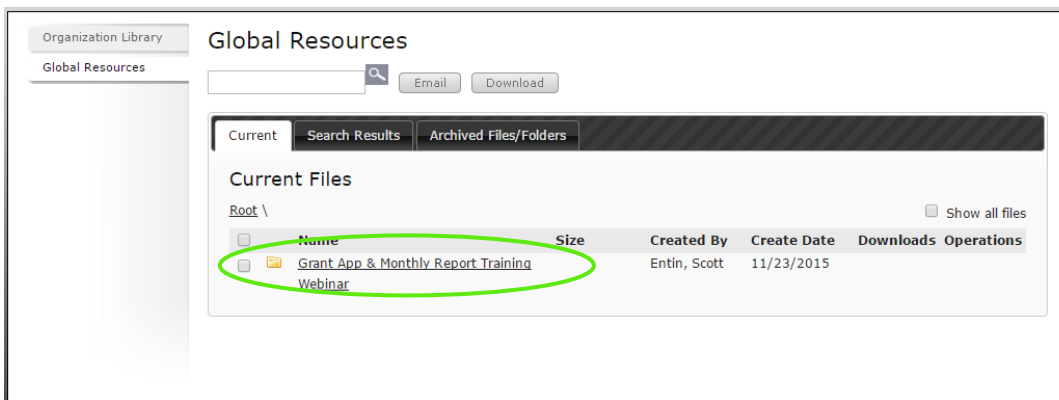 Organization Library
Global Resources
Global Resources
Email Download
Current Search Results Archived Files/Folders
Current Files
Root \
Show all files
Name Size Created By Create Date Downloads Operations
Grant App & Monthly Report Training Entin, Scott 11/23/2015
Webinar